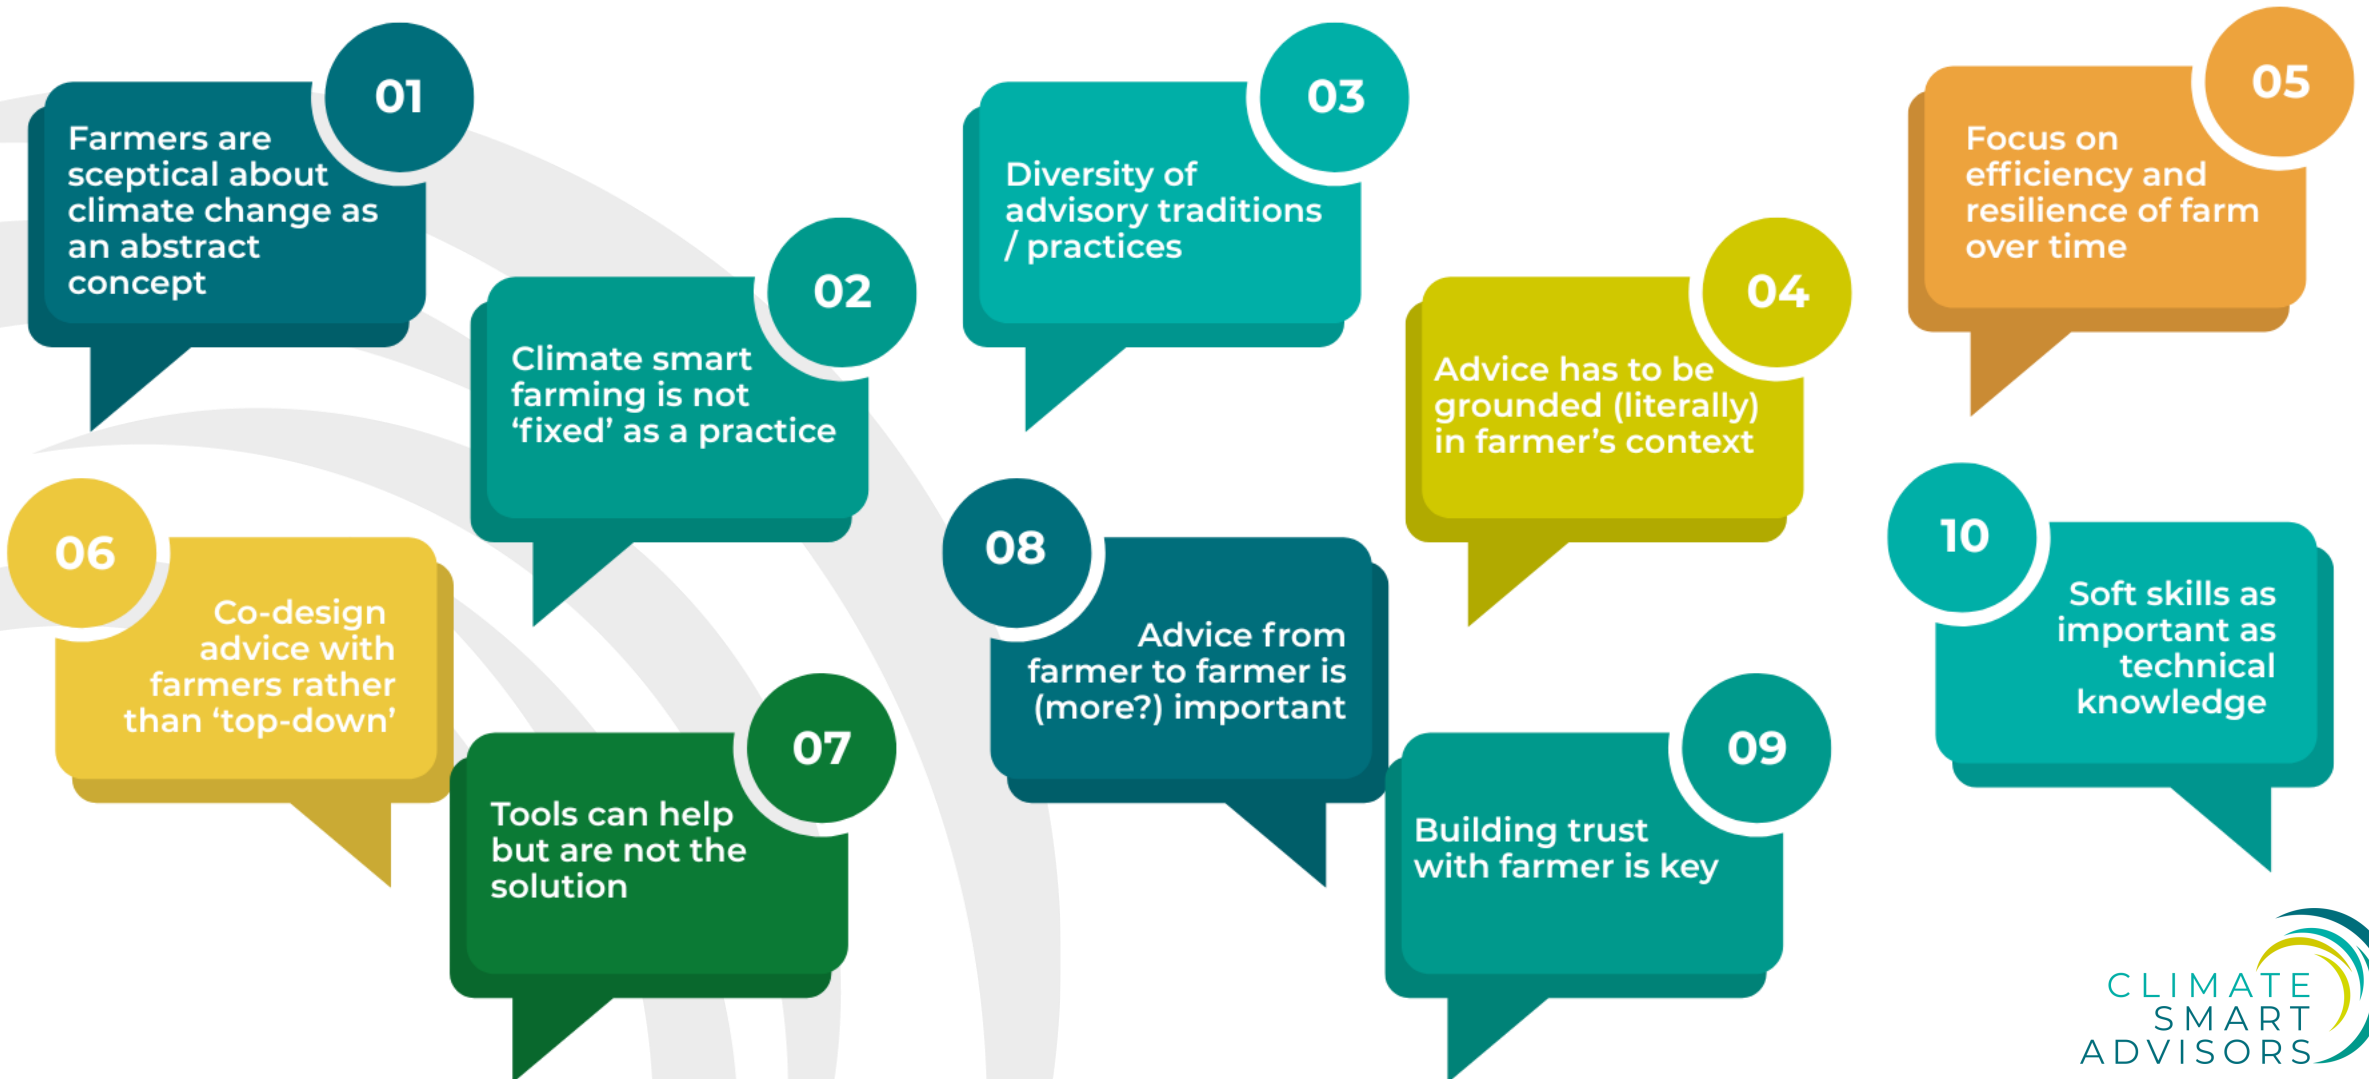 01
Farmers are
sceptical about
climate change as
an abstract
concept
02
Climate smart
farming is not
‘fixed’ as a practice
03
Diversity of
advisory traditions
/ practices
04
Advice has to be
grounded (literally)
in farmer’s context
05
Focus on
efficiency and
resilience of farm
over time
06
Co-design
advice with
farmers rather
than ‘top-down’
07
Tools can help
but are not the
solution
08
Advice from
farmer to farmer is
(more?) important
09
Building trust
with farmer is key
10
Soft skills as
important as
technical
knowledge
CLIMATE
SMART
ADVISORS